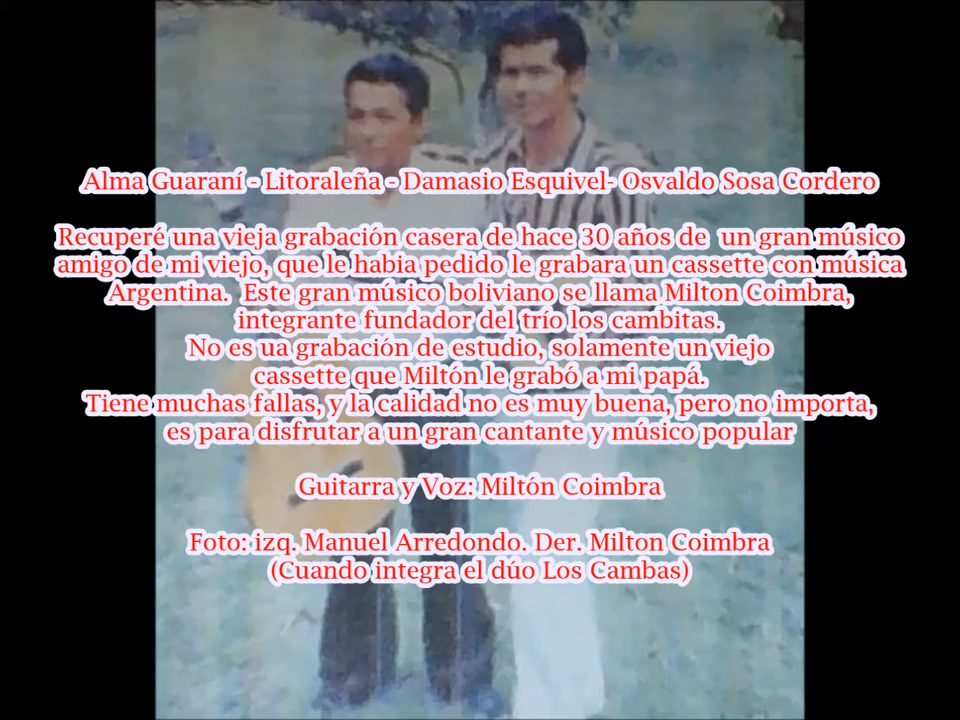 Alma Guaraní - Litoraleña - Damasio Esquivel- Osvaldo Sosa Cordero
Recuperé una vieja grabación casera de hace 30 años de  un gran músico
amigo de mi viejo, que le habia pedido le grabara un cassette con música
Argentina.  Este gran músico boliviano se llama Milton Coimbra,
integrante fundador del trío los cambitas.
No es ua grabación de estudio, solamente un viejo
cassette que Miltón le grabó a mi papá.
Tiene muchas fallas, y la calidad no es muy buena, pero no importa,
es para disfrutar a un gran cantante y músico popular
Guitarra y Voz: Miltón Coimbra
Foto: izq. Manuel Arredondo. Der. Milton Coimbra
(Cuando integra el dúo Los Cambas)